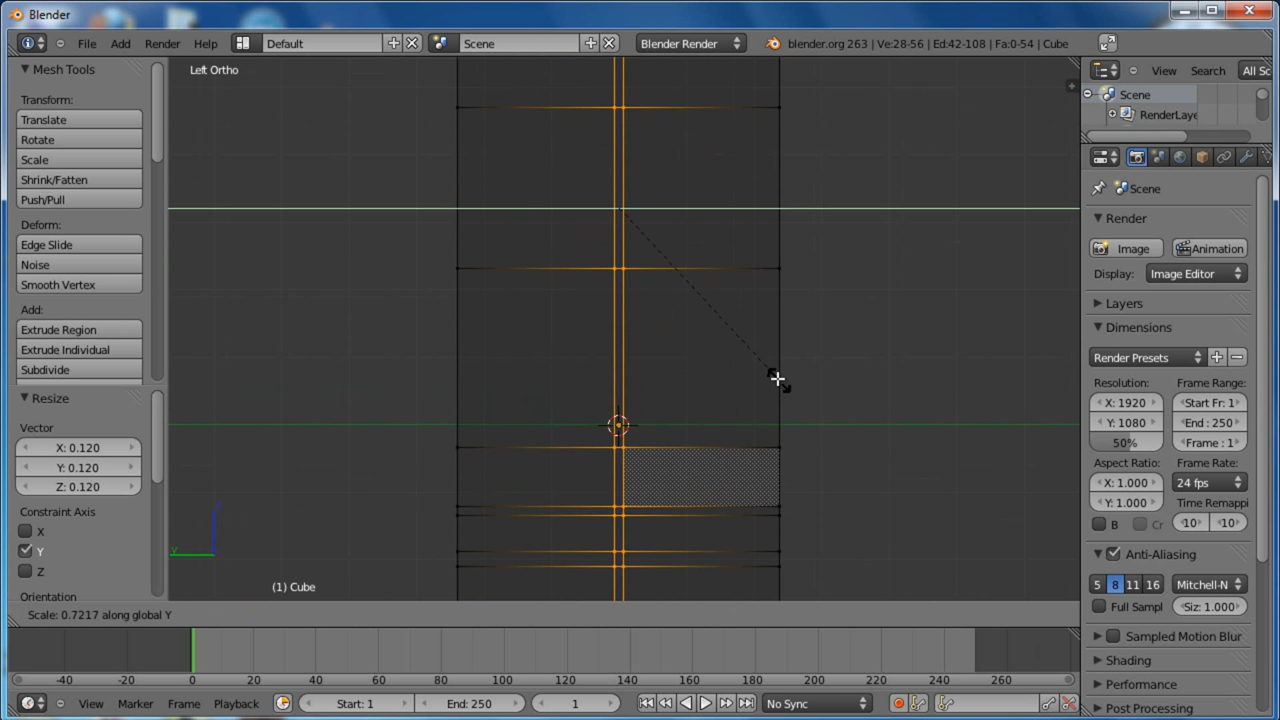 Blender
File Add Render Help Default Scene Blender Render blender.org 263 | Ve:28-56 | Ed:42-108 | Fa:0-54 | Cube
Mesh Tools
Transform:
Translate
Rotate
Scale
Shrink/Fatten
Push/Pull
Deform:
Edge Slide
Noise
Smooth Vertex
Add:
Extrude Region
Extrude Individual
Subdivide
Resize
Vector
X: 0.120
Y: 0.120
Z: 0.120
Constraint Axis
X
Y
Z
Orientation
Left Ortho
(1) Cube
Scale: 0.7217 along global Y
View Search All Sc
Scene
RenderLaye
Scene
Render
Image Animation
Display: Image Editor
Layers
Dimensions
Render Presets
Resolution: Frame Range:
X: 1920 Start Fr: 1
Y: 1080 End : 250
50% Frame : 1
Aspect Ratio: Frame Rate:
X: 1.000 24 fps
Y: 1.000 Time Remappi
B Cr 10 10
Anti-Aliasing
5 8 11 16 Mitchell-N
Full Sampl Siz: 1.000
Sampled Motion Blur
Shading
Performance
Post Processing
-40 -20 0 20 40 60 80 100 120 140 160 180 200 220 240 260
View Marker Frame Playback Start: 1 End: 250 1 No Sync